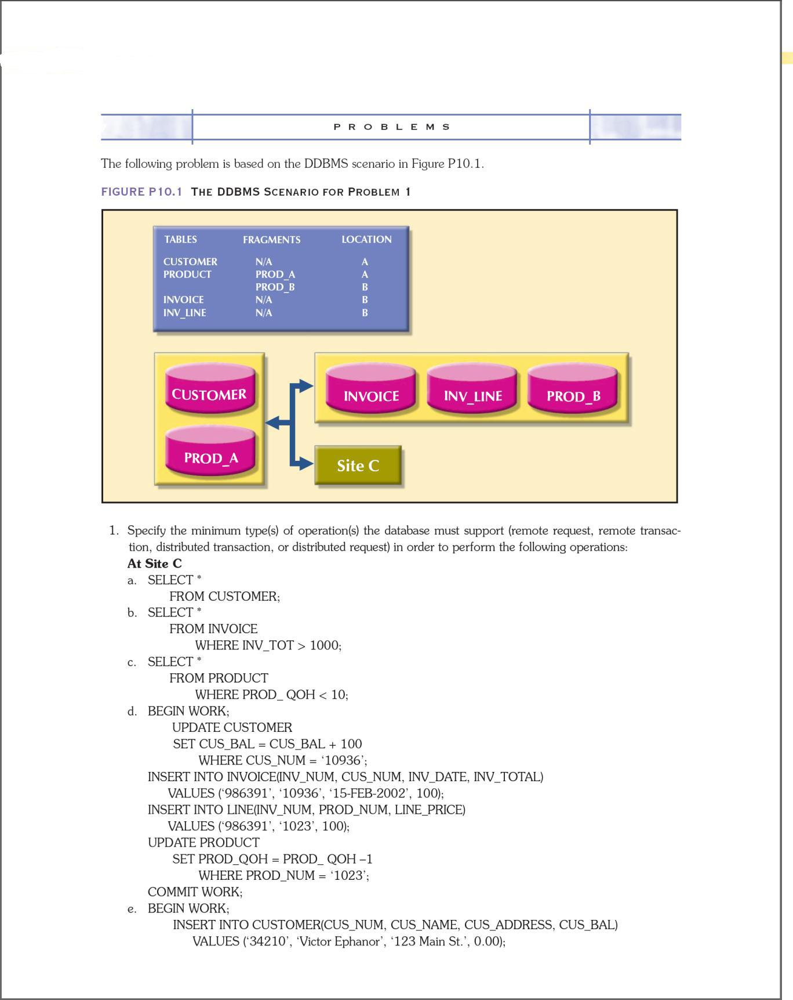 PROBLEMS
The following problem is based on the DDBMS scenario in Figure P10.1.
FIGURE P10.1 THE DDBMS SCENARIO FOR PROBLEM 1
TABLES FRAGMENTS LOCATION
CUSTOMER N/A A
PRODUCT PROD_A A
PROD_B B
INVOICE N/A B
INV_LINE N/A B
CUSTOMER
PROD_A
INVOICE INV_LINE PROD_B
Site C
1. Specify the minimum type(s) of operation(s) the database must support (remote request, remote transac-
tion, distributed transaction, or distributed request) in order to perform the following operations:
At Site C
a. SELECT *
FROM CUSTOMER;
b. SELECT *
FROM INVOICE
WHERE INV_TOT > 1000;
c. SELECT *
FROM PRODUCT
WHERE PROD_ QOH < 10;
d. BEGIN WORK;
UPDATE CUSTOMER
SET CUS_BAL = CUS_BAL + 100
WHERE CUS_NUM = ‘10936’;
INSERT INTO INVOICE(INV_NUM, CUS_NUM, INV_DATE, INV_TOTAL)
VALUES (‘986391’, ‘10936’, ‘15-FEB-2002’, 100);
INSERT INTO LINE(INV_NUM, PROD_NUM, LINE_PRICE)
VALUES (‘986391’, ‘1023’, 100);
UPDATE PRODUCT
SET PROD_QOH = PROD_ QOH –1
WHERE PROD_NUM = ‘1023’;
COMMIT WORK;
e. BEGIN WORK;
INSERT INTO CUSTOMER(CUS_NUM, CUS_NAME, CUS_ADDRESS, CUS_BAL)
VALUES (‘34210’, ‘Victor Ephanor’, ‘123 Main St.’, 0.00);